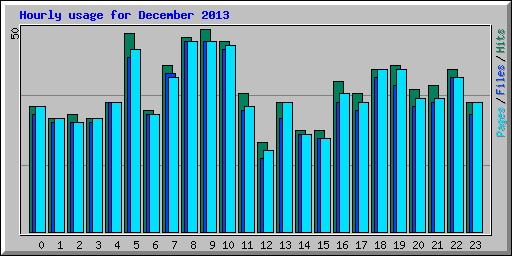 Hourly usage for December 2013
50
Pages / Files / Hits
0 1 2 3 4 5 6 7 8 9 10 11 12 13 14 15 16 17 18 19 20 21 22 23